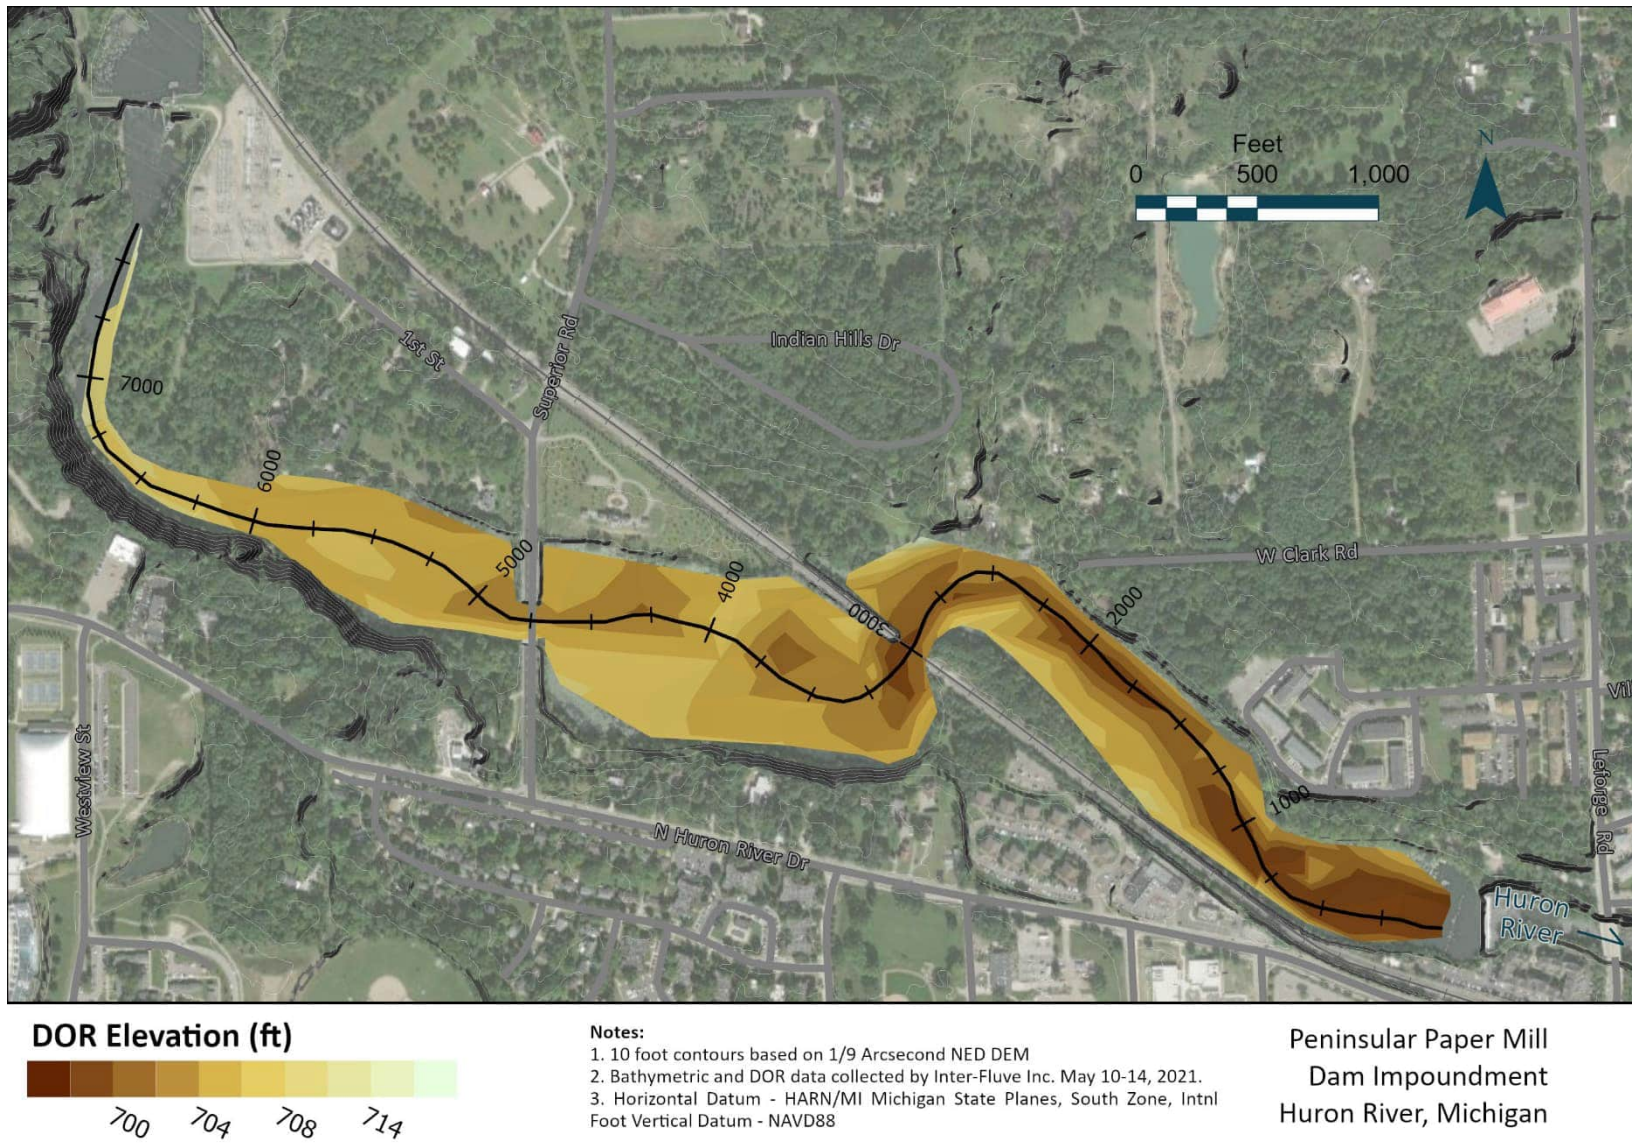 N
Feet
0 500 1,000
Indian Hills Dr
1st St
Superior Rd
7000
6000
5000
4000
3000
2000
1000
W Clark Rd
Vil
Leforge Rd
Westview St
N Huron River Dr
Huron
River
DOR Elevation (ft)
700 704 708 714
Notes:
1. 10 foot contours based on 1/9 Arcsecond NED DEM
2. Bathymetric and DOR data collected by Inter-Fluve Inc. May 10-14, 2021.
3. Horizontal Datum - HARN/MI Michigan State Planes, South Zone, Intnl
Foot Vertical Datum - NAVD88
Peninsular Paper Mill
Dam Impoundment
Huron River, Michigan